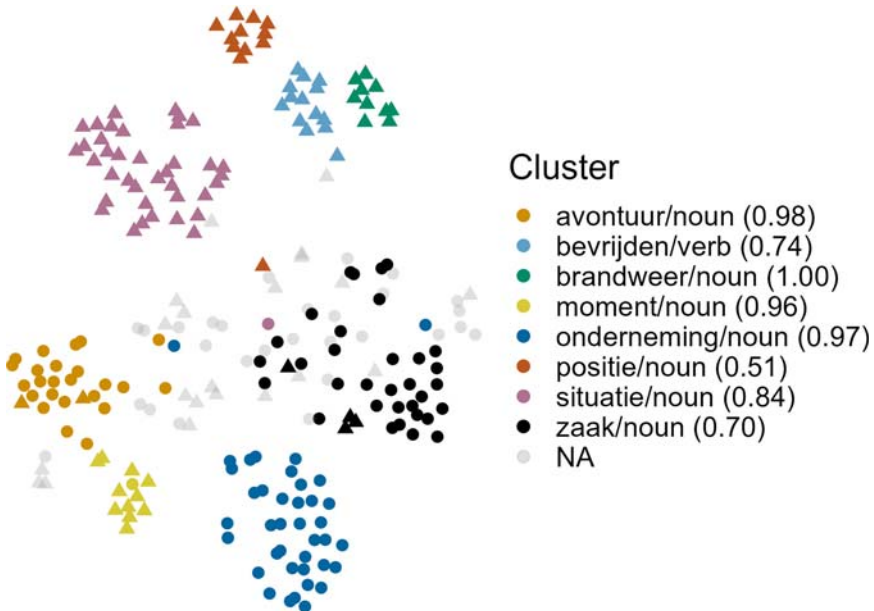 Cluster
avontuur/noun (0.98)
bevrijden/verb (0.74)
brandweer/noun (1.00)
moment/noun (0.96)
onderneming/noun (0.97)
positie/noun (0.51)
situatie/noun (0.84)
zaak/noun (0.70)
NA